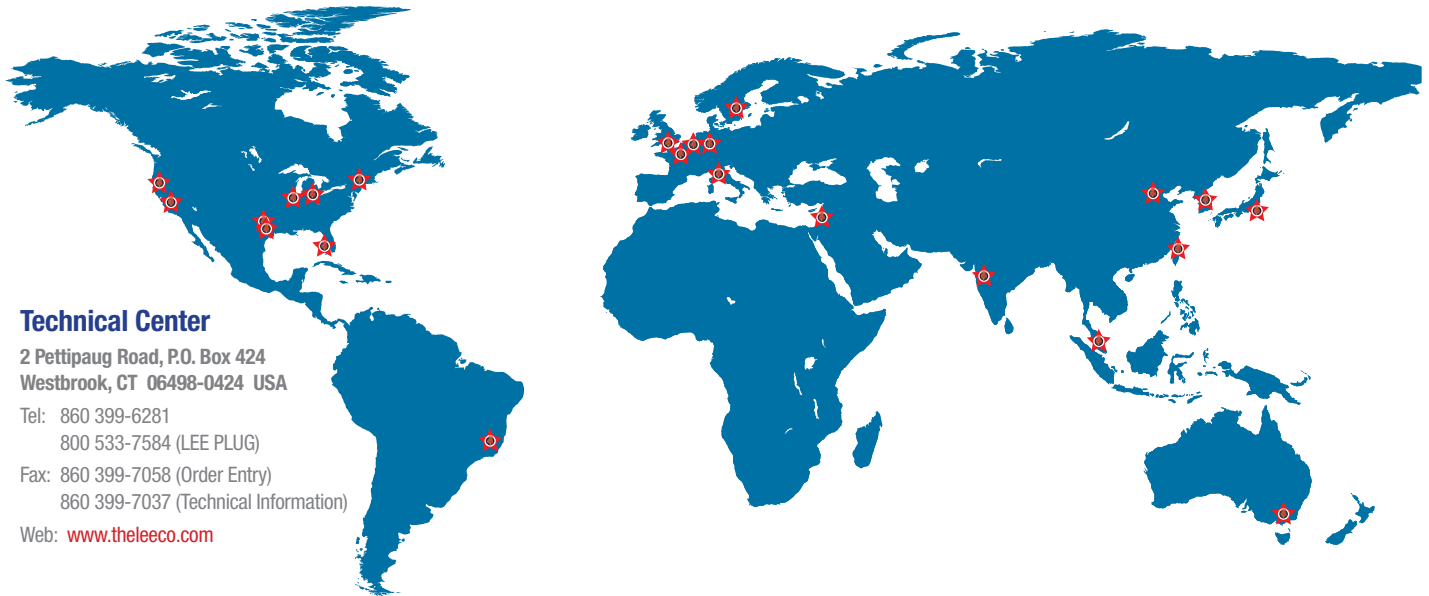 Technical Center
2 Pettipaug Road, P.O. Box 424
Westbrook, CT 06498-0424 USA
Tel: 860 399-6281
800 533-7584 (LEE PLUG)
Fax: 860 399-7058 (Order Entry)
860 399-7037 (Technical Information)
Web: www.theleeco.com